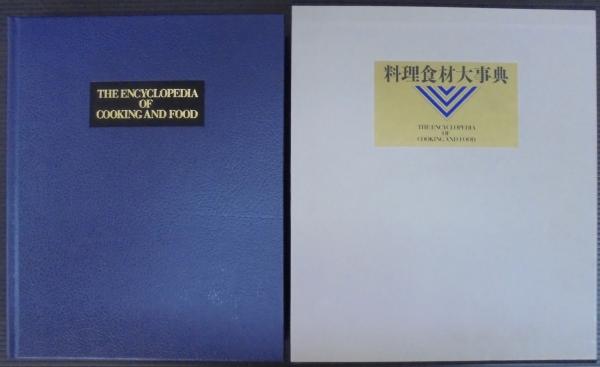 THE ENCYCLOPEDIA
OF
COOKING AND FOOD
料理食材大事典
THE ENCYCLOPEDIA
OF
COOKING AND FOOD